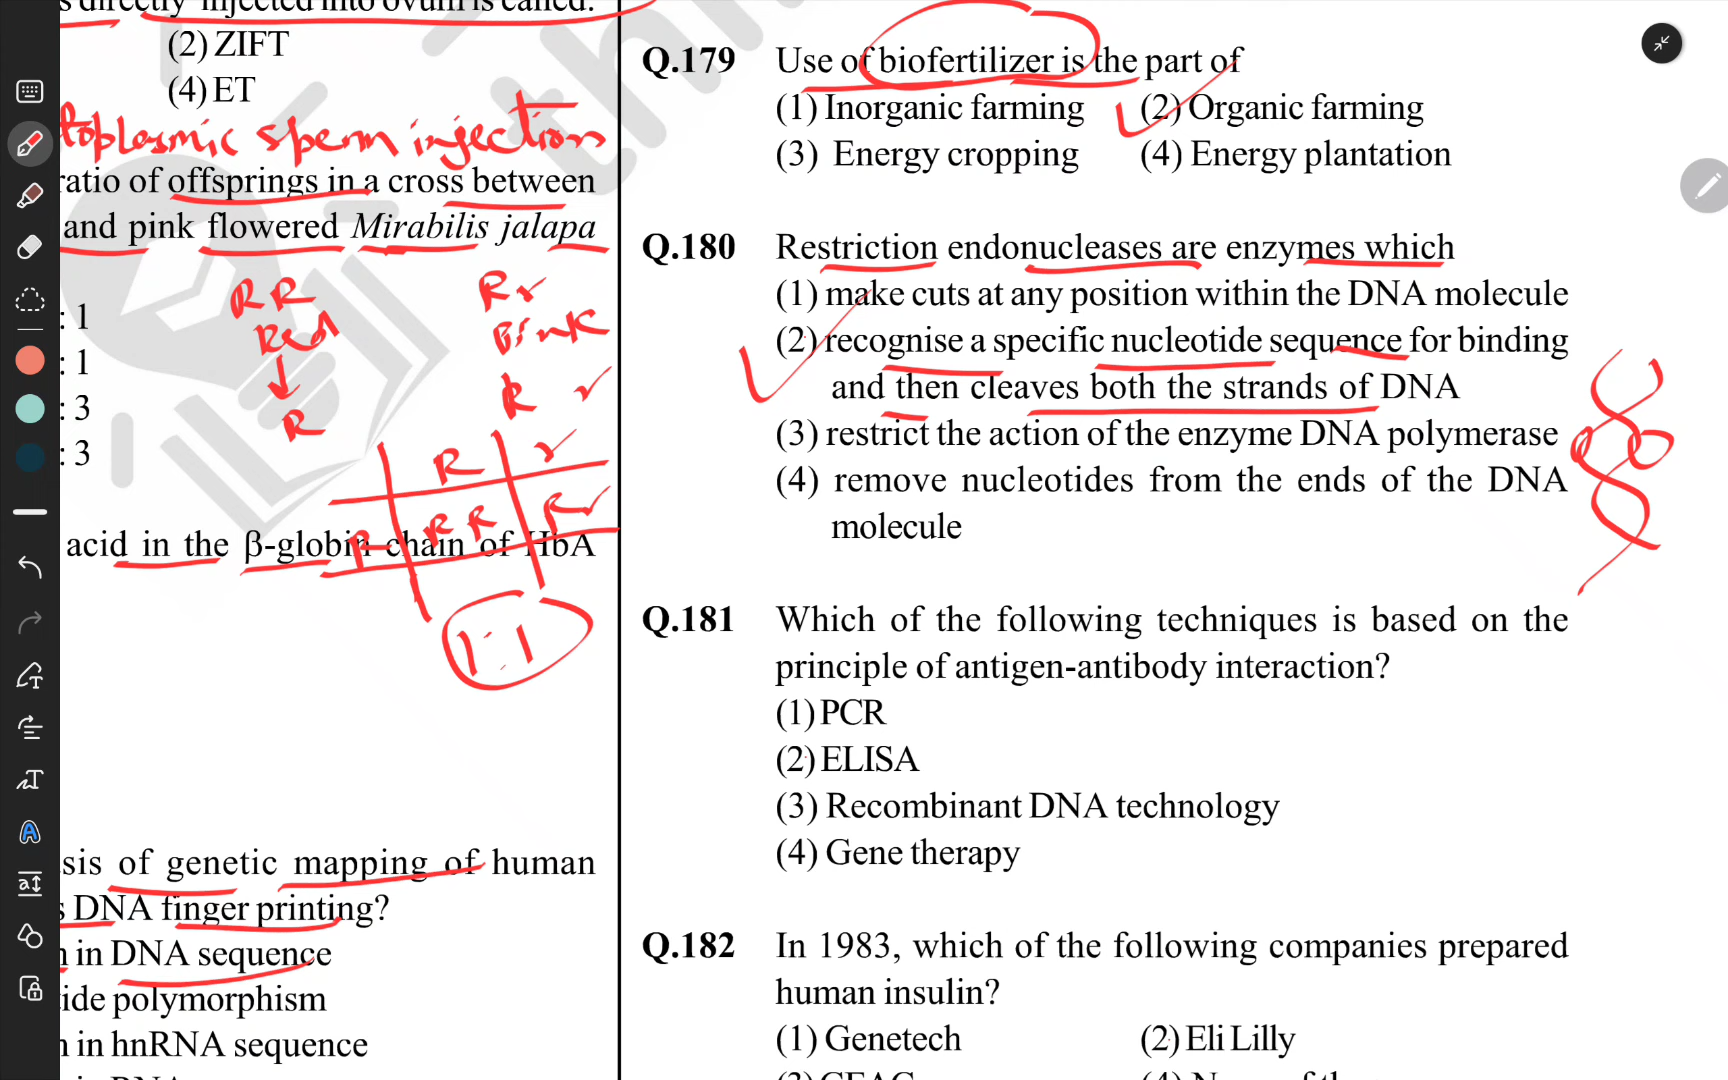 s directly injected into ovum is called:
(2) ZIFT
(4) ET
toplasmic sperm injection
ratio of offsprings in a cross between
and pink flowered Mirabilis jalapa
: 1
: 1
: 3
: 3
RR Rr
Red Pink
R R r
R r
R RR Rr
acid in the β-globin chain of HbA
1:1
sis of genetic mapping of human
s DNA finger printing?
n in DNA sequence
tide polymorphism
n in hnRNA sequence
Q.179 Use of biofertilizer is the part of
(1) Inorganic farming (2) Organic farming
(3) Energy cropping (4) Energy plantation
Q.180 Restriction endonucleases are enzymes which
(1) make cuts at any position within the DNA molecule
(2) recognise a specific nucleotide sequence for binding
and then cleaves both the strands of DNA
(3) restrict the action of the enzyme DNA polymerase
(4) remove nucleotides from the ends of the DNA
molecule
Q.181 Which of the following techniques is based on the
principle of antigen-antibody interaction?
(1) PCR
(2) ELISA
(3) Recombinant DNA technology
(4) Gene therapy
Q.182 In 1983, which of the following companies prepared
human insulin?
(1) Genetech (2) Eli Lilly